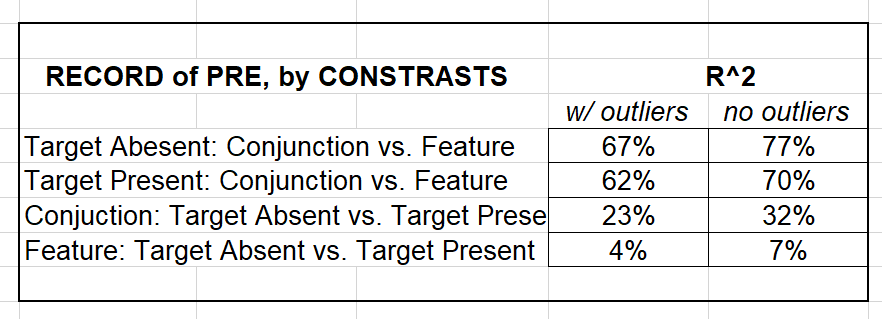 RECORD of PRE, by CONSTRASTS R^2
w/ outliers no outliers
Target Abesent: Conjunction vs. Feature 67% 77%
Target Present: Conjunction vs. Feature 62% 70%
Conjuction: Target Absent vs. Target Prese 23% 32%
Feature: Target Absent vs. Target Present 4% 7%